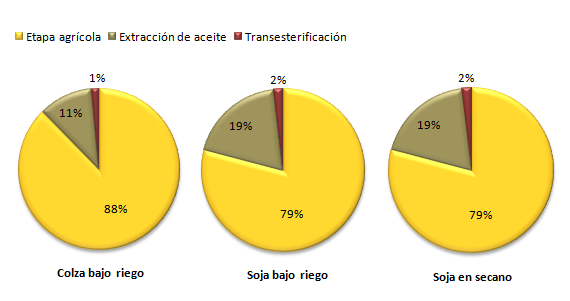 Etapa agrícola Extracción de aceite Transesterificación
1% 2% 2%
11% 19% 19%
88% 79% 79%
Colza bajo riego Soja bajo riego Soja en secano